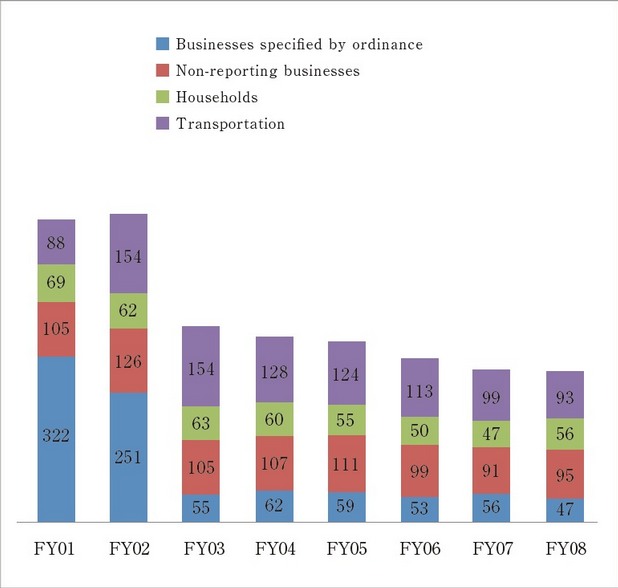 Businesses specified by ordinance
Non-reporting businesses
Households
Transportation
88 154
69 62
105 126
322 251
154 128 124 113 99 93
63 60 55 50 47 56
105 107 111 99 91 95
55 62 59 53 56 47
FY01 FY02 FY03 FY04 FY05 FY06 FY07 FY08